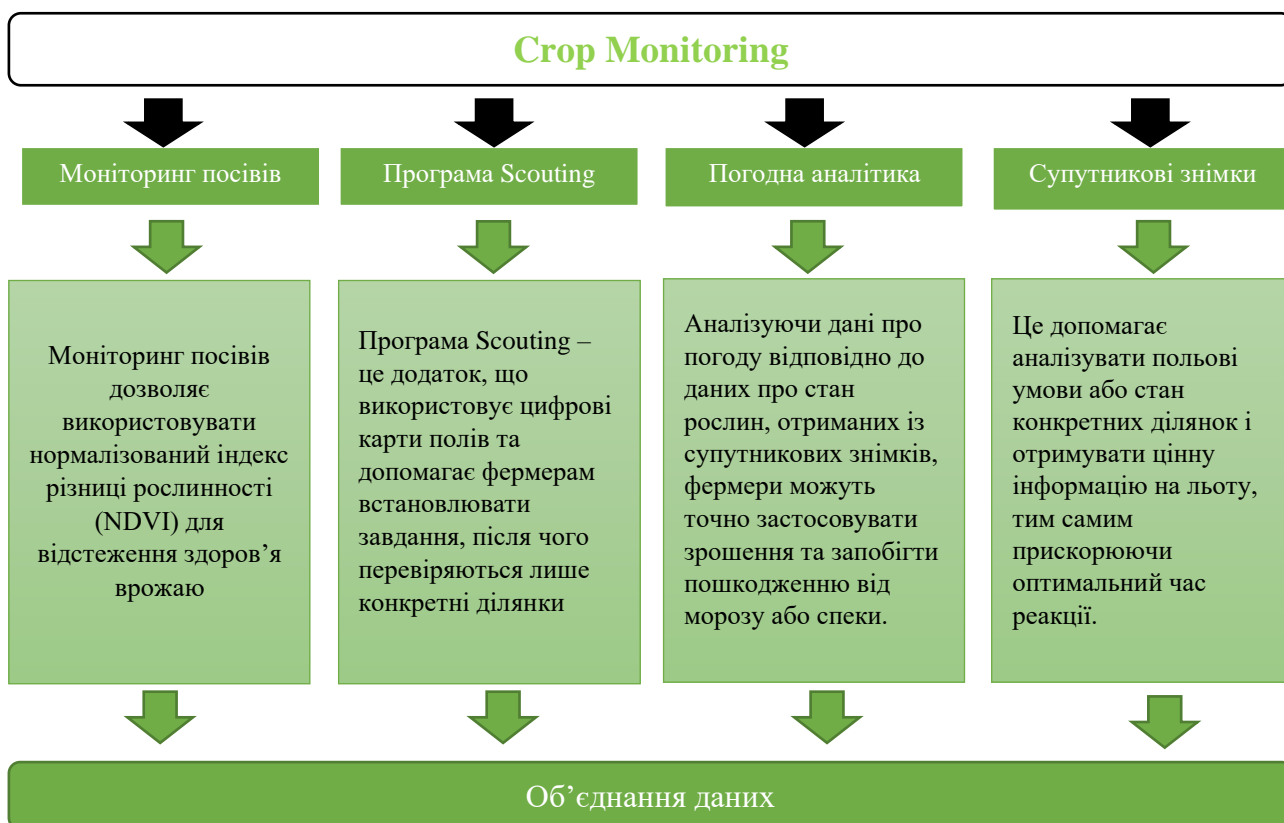 Crop Monitoring
Моніторинг посівів
Програма Scouting
Погодна аналітика
Супутникові знімки
Моніторинг посівів
дозволяє
використовувати
нормалізований індекс
різниці рослинності
(NDVI) для
відстеження здоров’я
врожаю
Програма Scouting –
це додаток, що
використовує цифрові
карти полів та
допомагає фермерам
встановлювати
завдання, після чого
перевіряються лише
конкретні ділянки
Аналізуючи дані про
погоду відповідно до
даних про стан
рослин, отриманих із
супутникових знімків,
фермери можуть
точно застосовувати
зрошення та запобігти
пошкодженню від
морозу або спеки.
Це допомагає
аналізувати польові
умови або стан
конкретних ділянок і
отримувати цінну
інформацію на льоту,
тим самим
прискорюючи
оптимальний час
реакції.
Об’єднання даних